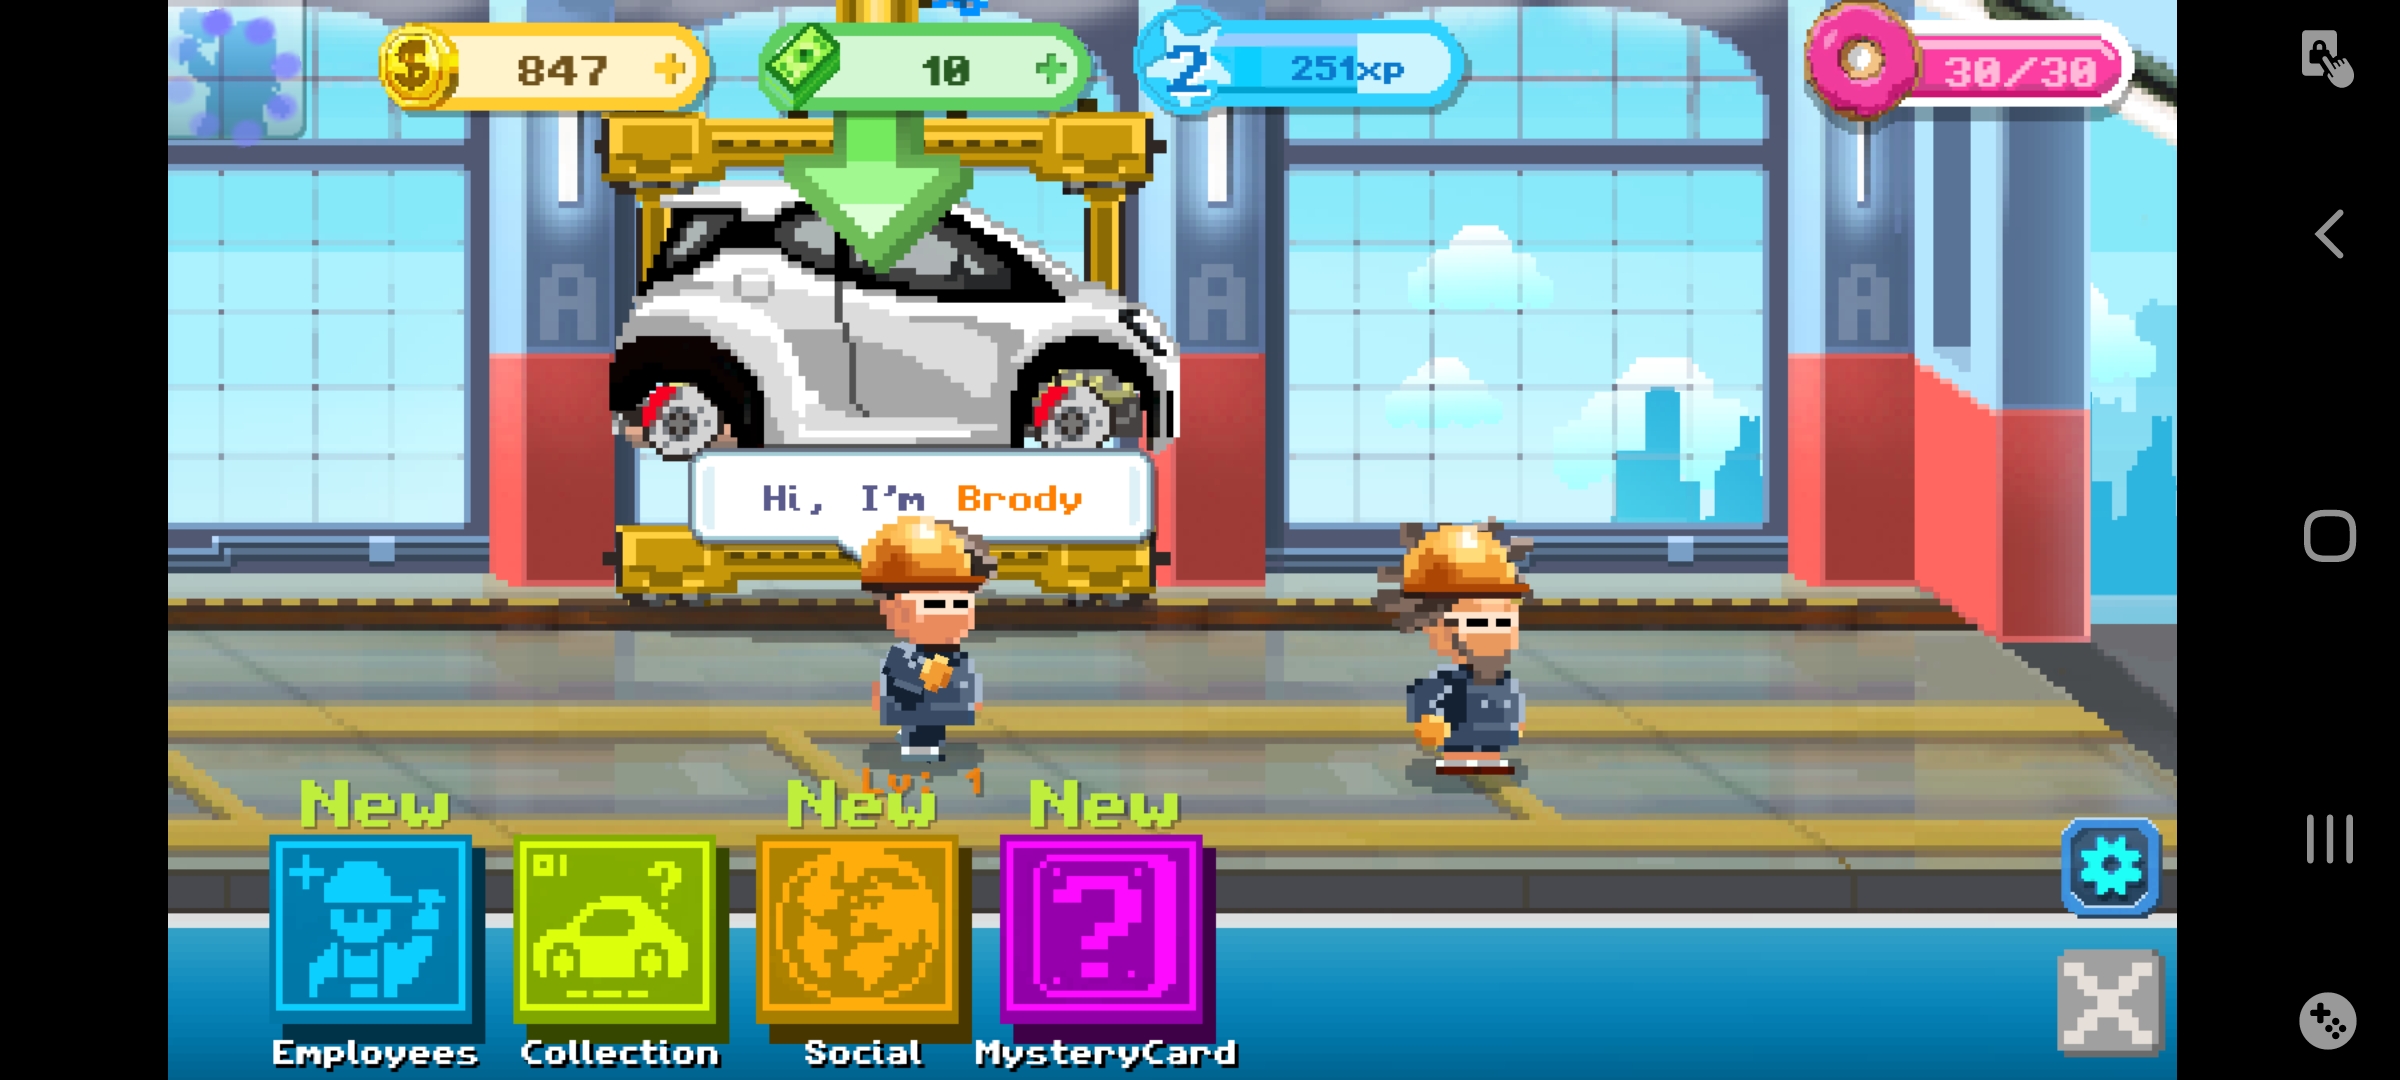 847
10
2
251xp
30/30
A
A
A
Hi, I'm Brody
Lv: 1
New
New
New
?
?
Employees
Collection
Social
MysteryCard